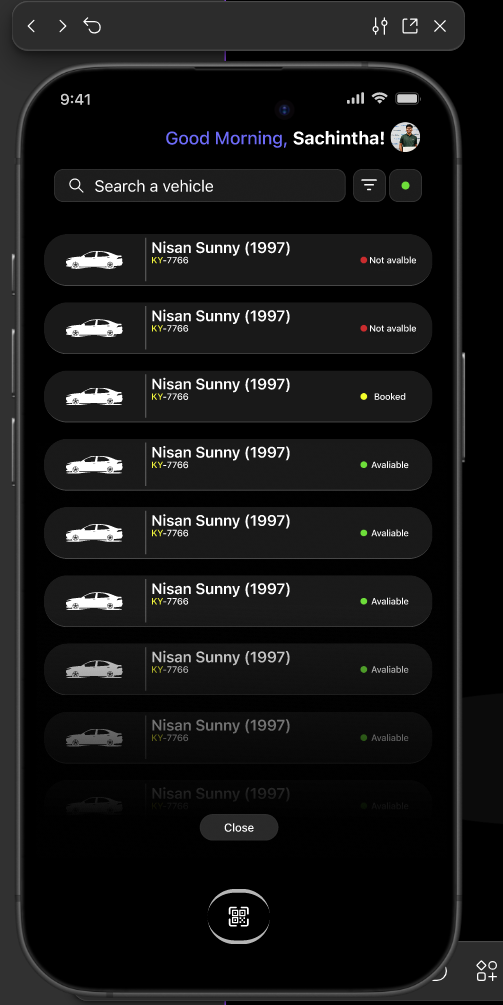 9:41
Good Morning, Sachintha!
Search a vehicle
Nisan Sunny (1997)
KY-7766
Not avalble
Nisan Sunny (1997)
KY-7766
Not avalble
Nisan Sunny (1997)
KY-7766
Booked
Nisan Sunny (1997)
KY-7766
Avaliable
Nisan Sunny (1997)
KY-7766
Avaliable
Nisan Sunny (1997)
KY-7766
Avaliable
Nisan Sunny (1997)
KY-7766
Avaliable
Nisan Sunny (1997)
KY-7766
Avaliable
Nisan Sunny (1997)
KY-7766
Avaliable
Close